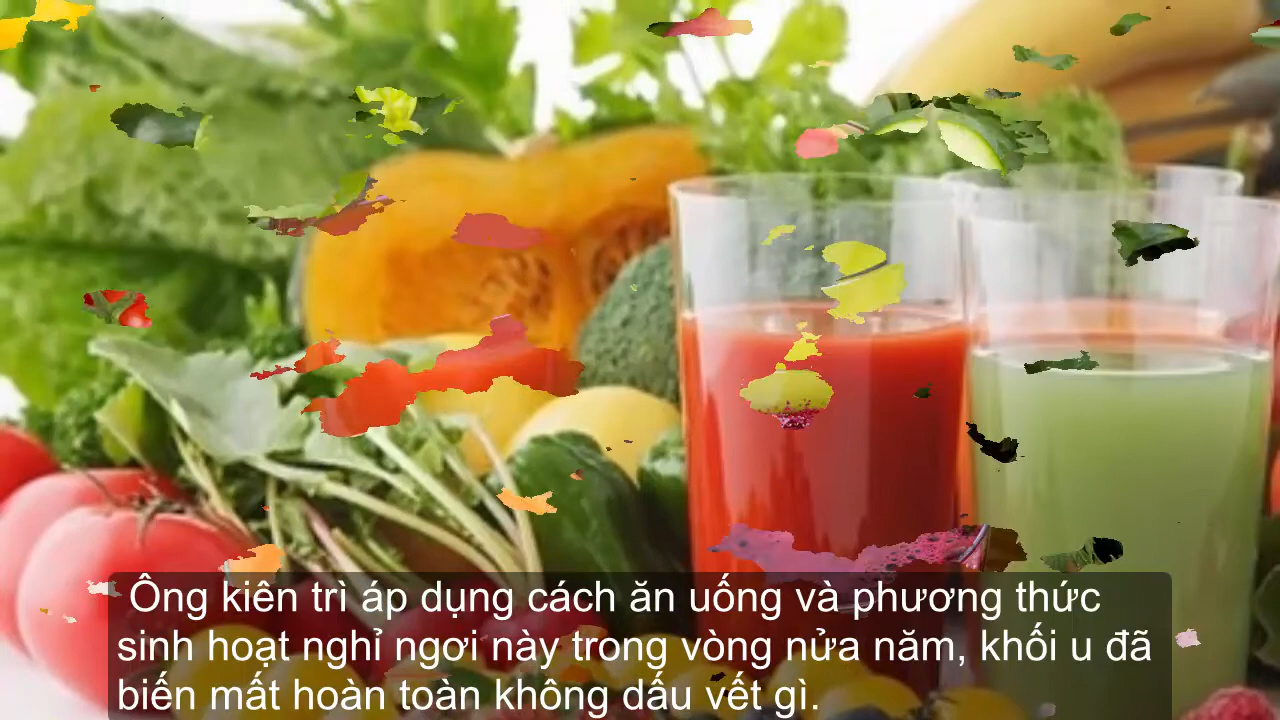 Ông kiên trì áp dụng cách ăn uống và phương thức
sinh hoạt nghỉ ngơi này trong vòng nửa năm, khối u đã
biến mất hoàn toàn không dấu vết gì.